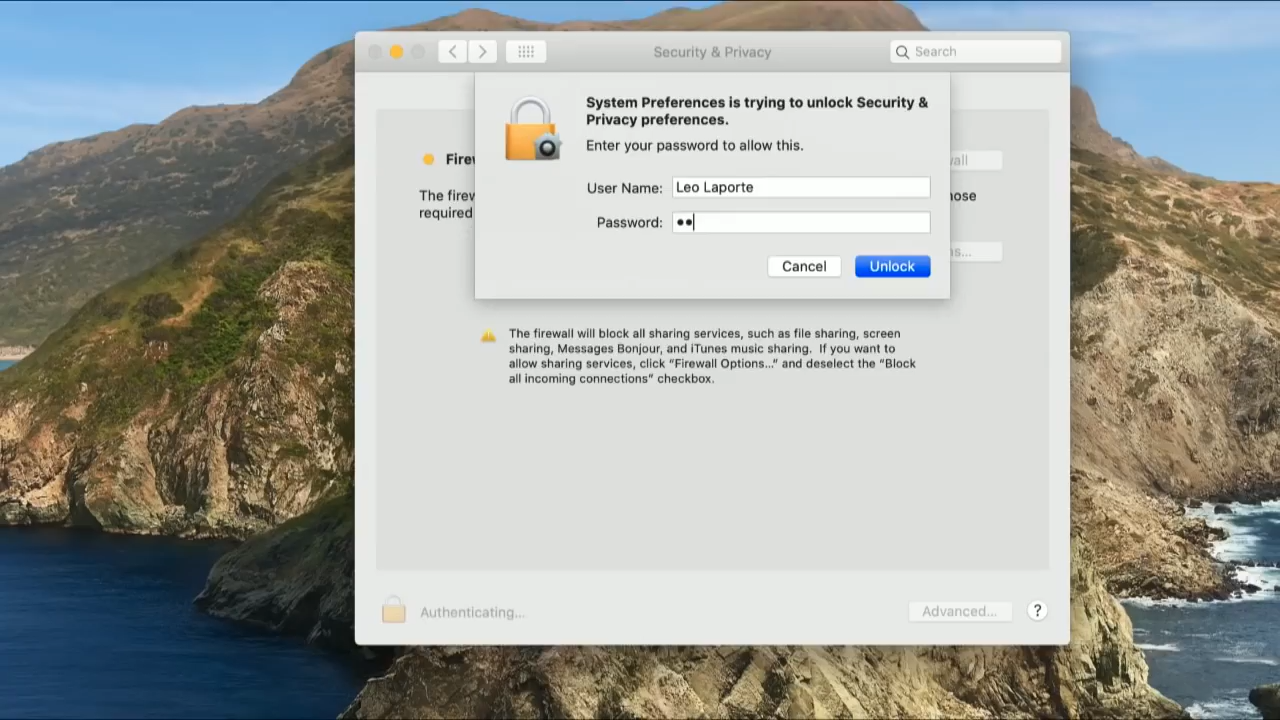 Security & Privacy
Search
System Preferences is trying to unlock Security &
Privacy preferences.
Enter your password to allow this.
User Name: Leo Laporte
Password:
Cancel
Unlock
The firewall will block all sharing services, such as file sharing, screen
sharing, Messages Bonjour, and iTunes music sharing. If you want to
allow sharing services, click “Firewall Options...” and deselect the “Block
all incoming connections” checkbox.
required
Authenticating...
Advanced...
?